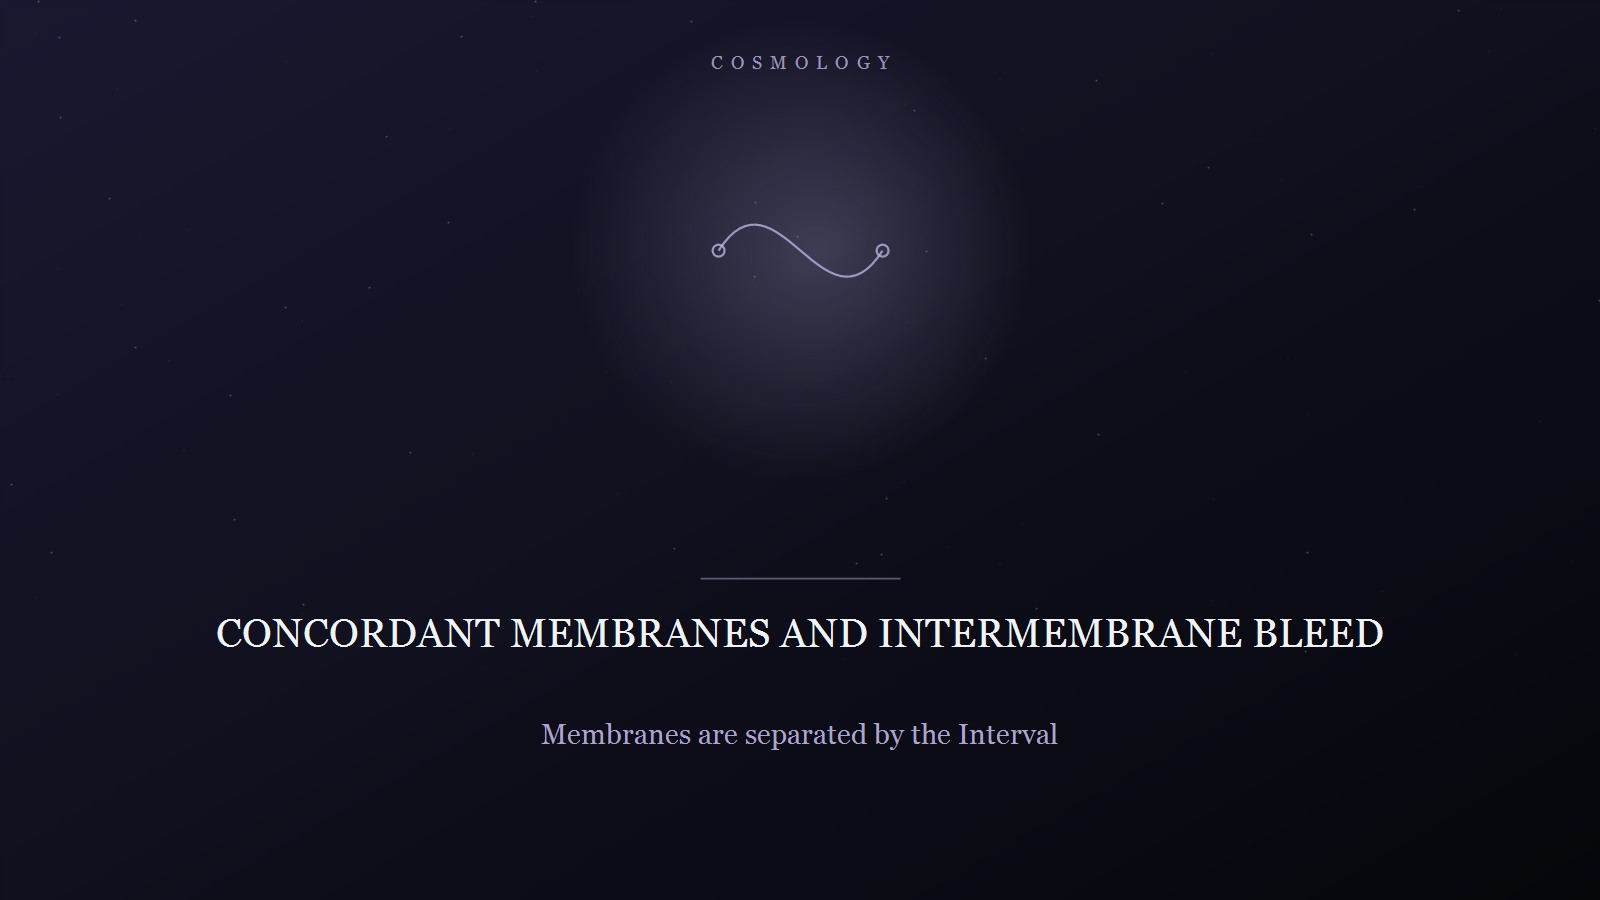 COSMOLOGY
CONCORDANT MEMBRANES AND INTERMEMBRANE BLEED
Membranes are separated by the Interval